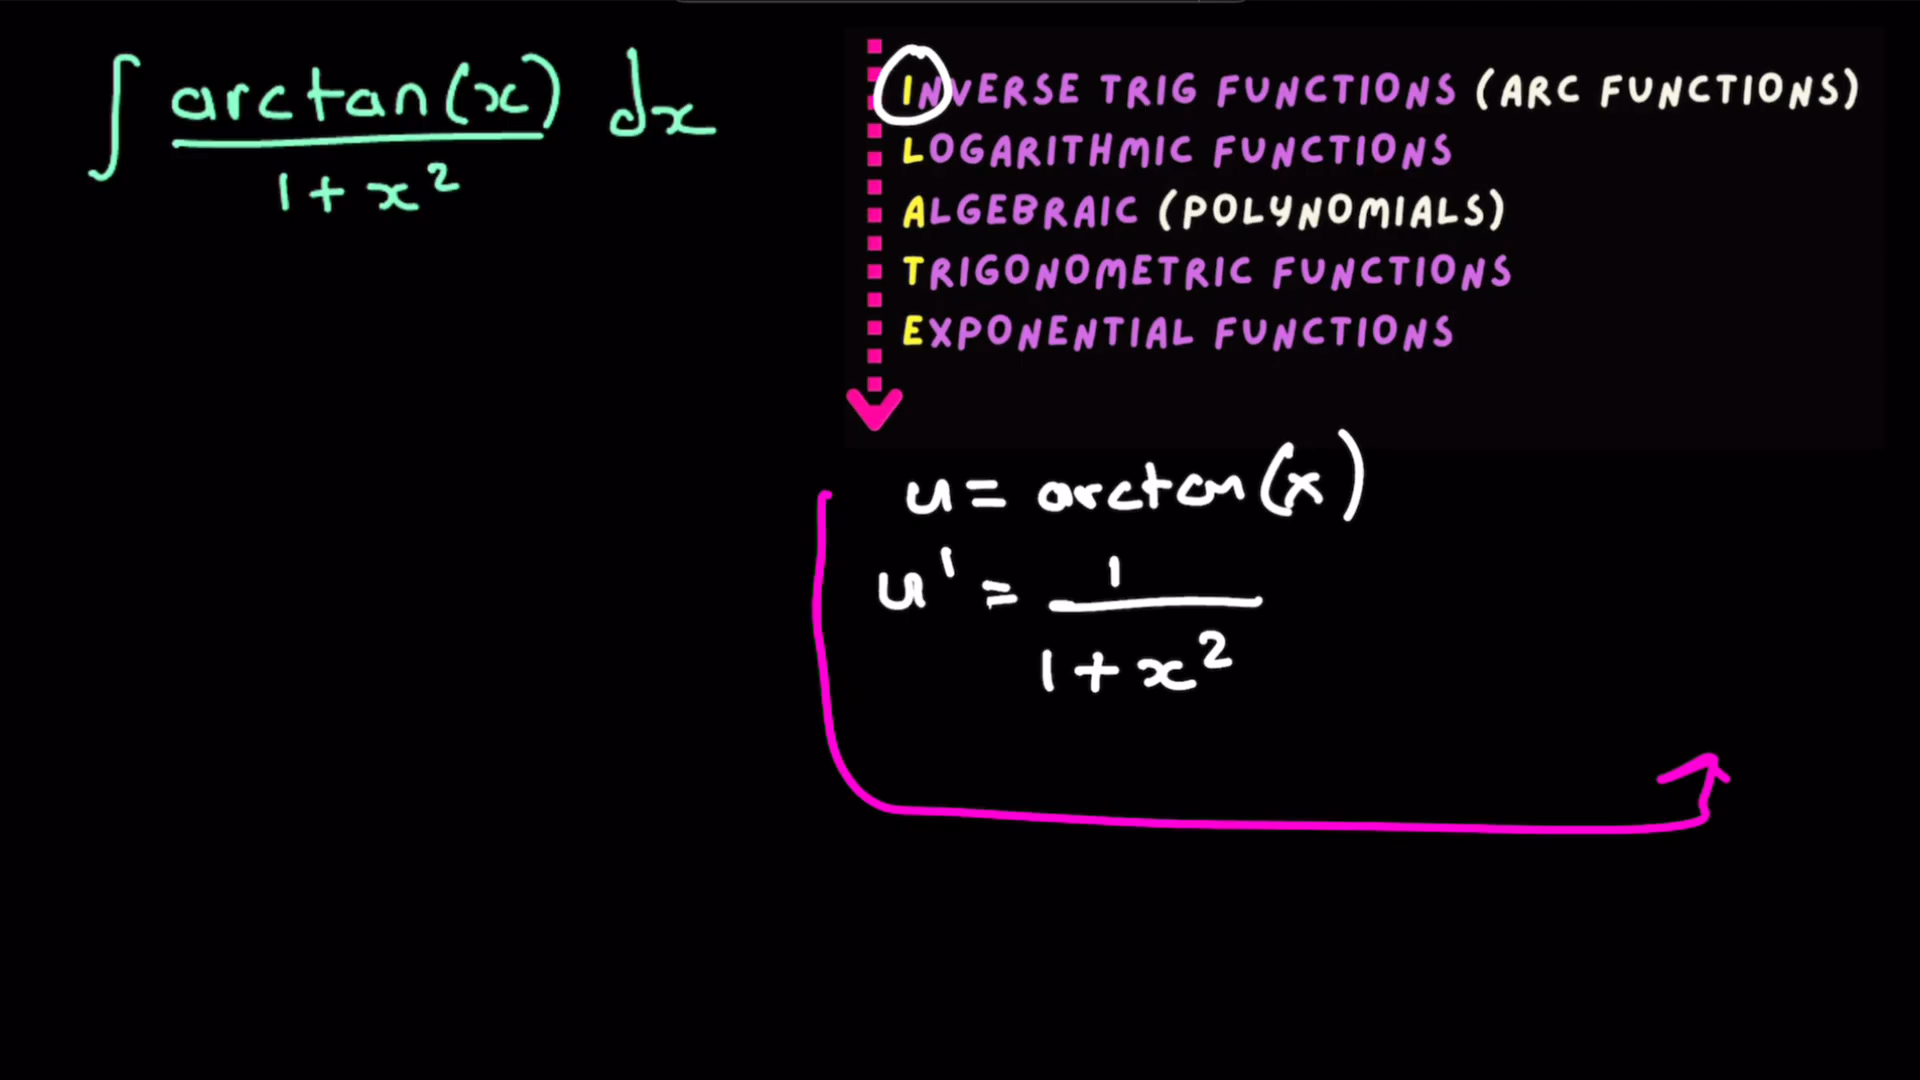 ∫ arctan(x) / 1 + x² dx
INVERSE TRIG FUNCTIONS (ARC FUNCTIONS)
LOGARITHMIC FUNCTIONS
ALGEBRAIC (POLYNOMIALS)
TRIGONOMETRIC FUNCTIONS
EXPONENTIAL FUNCTIONS
u = arctan(x)
u' = 1 / 1 + x²